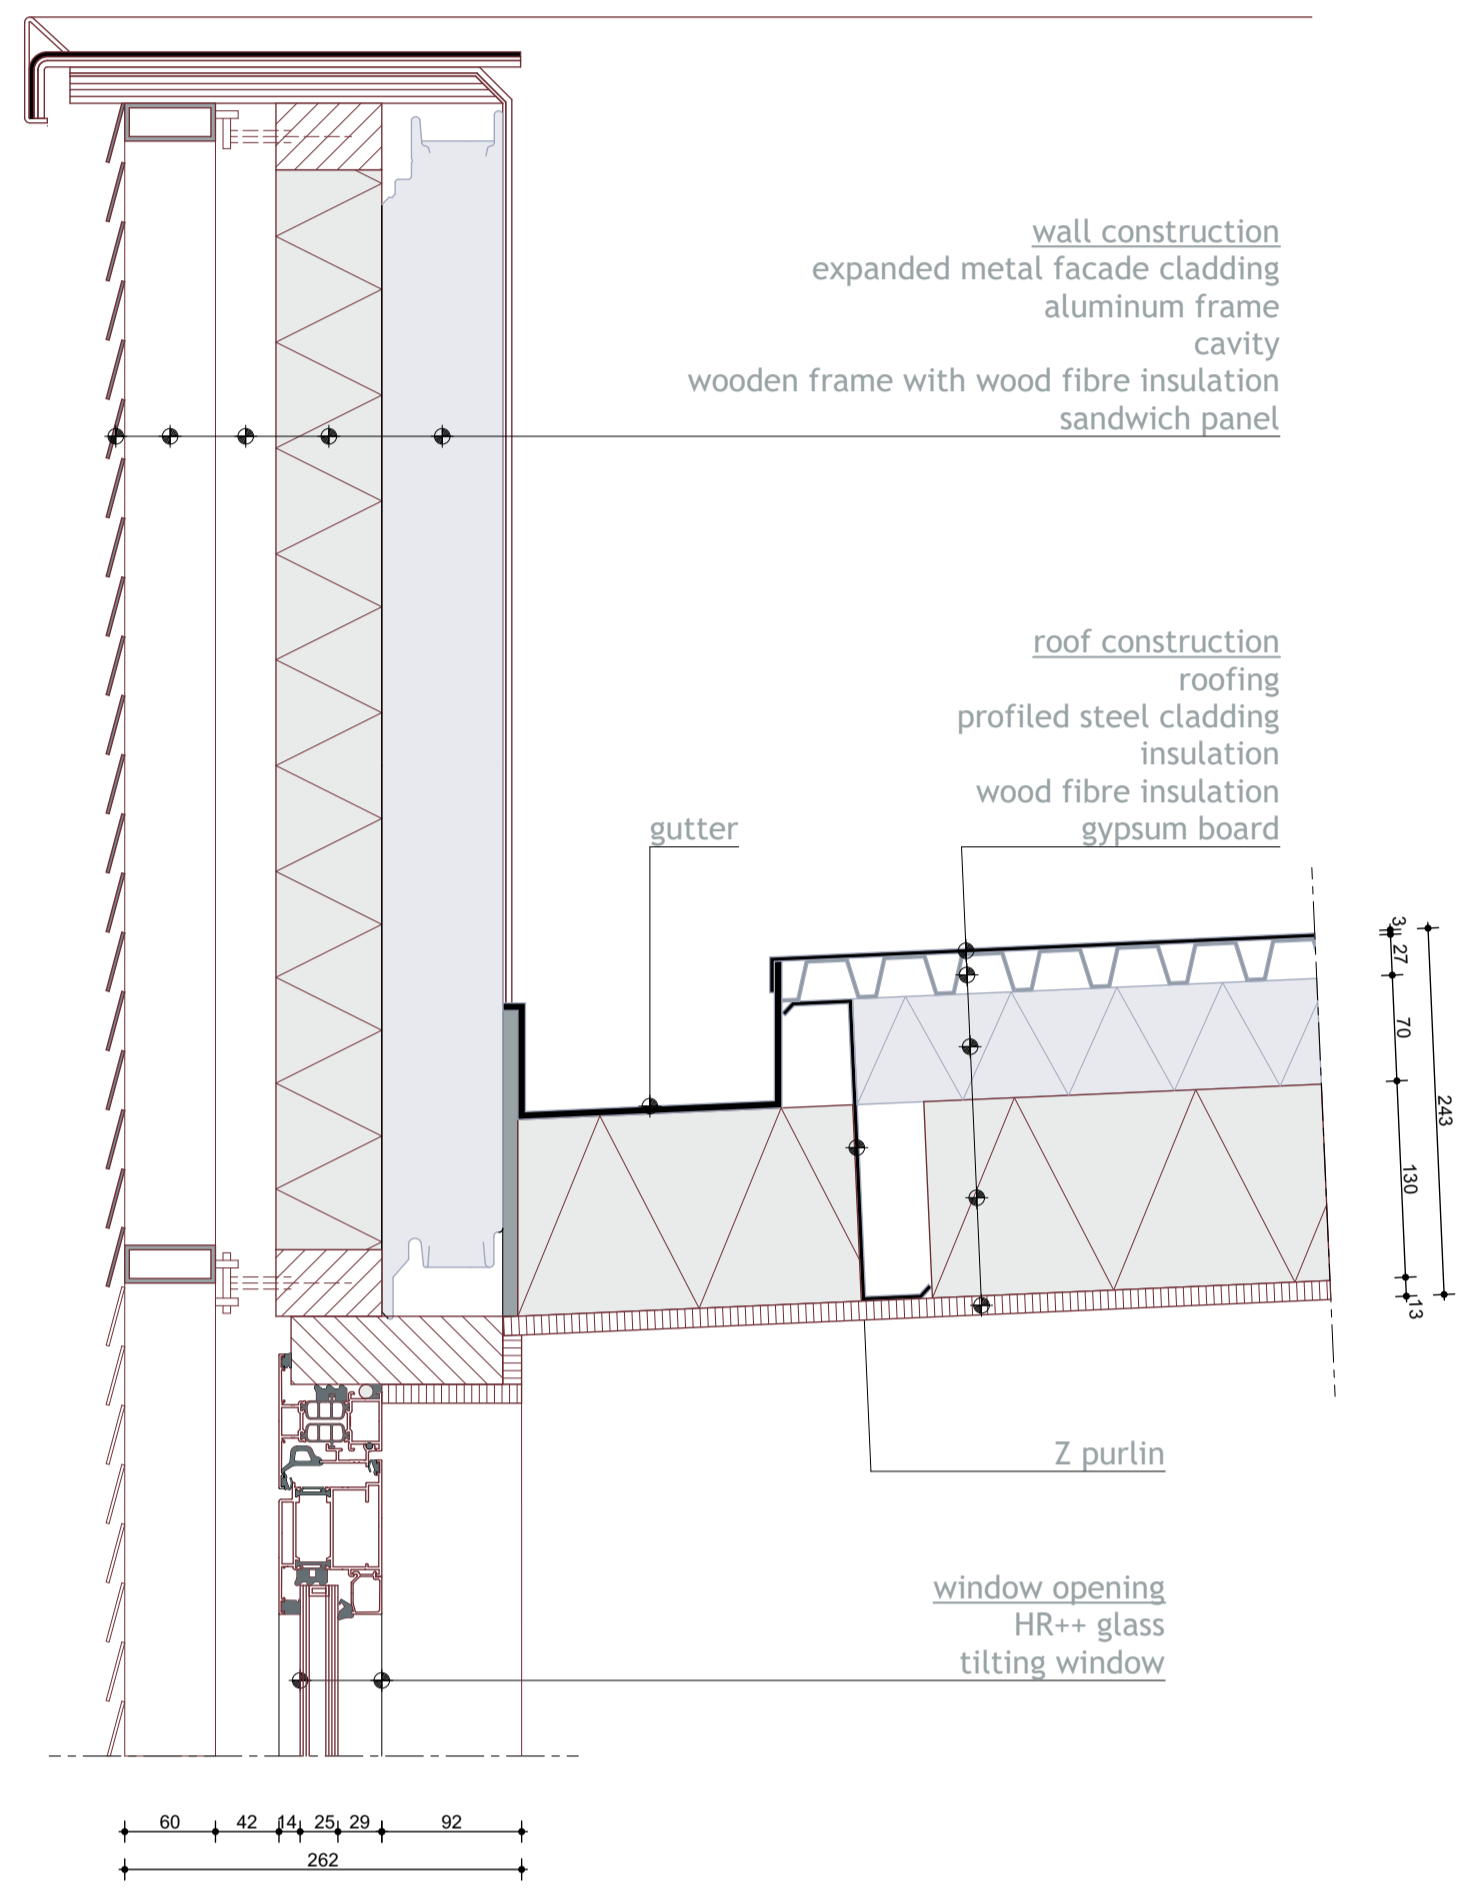 wall construction
expanded metal facade cladding
aluminum frame
cavity
wooden frame with wood fibre insulation
sandwich panel
roof construction
roofing
profiled steel cladding
insulation
wood fibre insulation
gypsum board
gutter
3
27
70
130
13
243
Z purlin
window opening
HR++ glass
tilting window
60 42 14 25 29 92
262